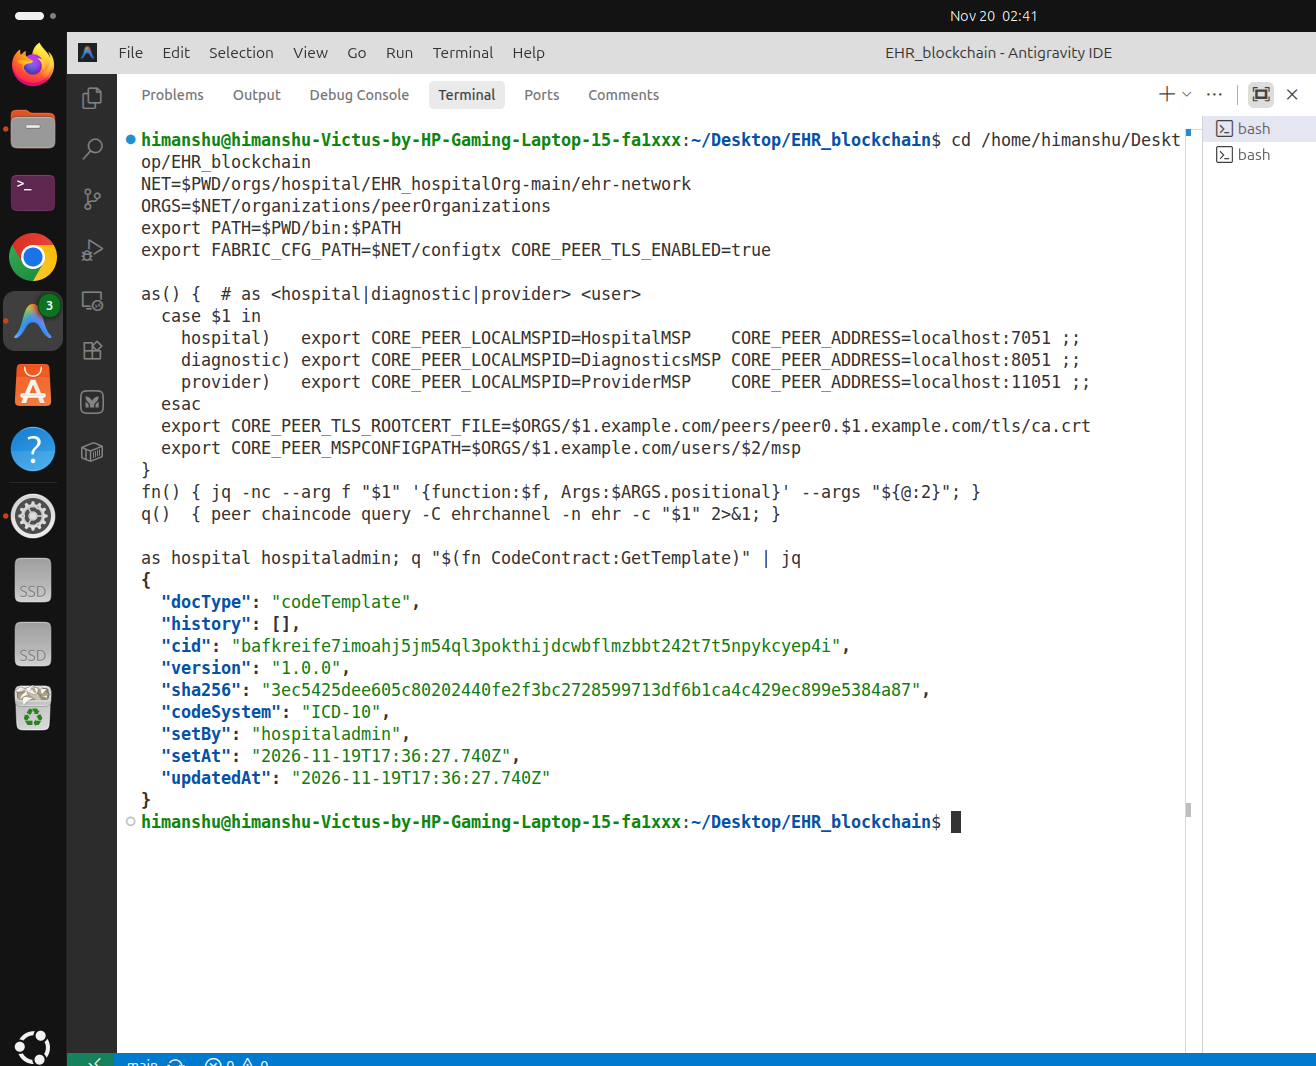 Nov 20 02:41
File Edit Selection View Go Run Terminal Help
EHR_blockchain - Antigravity IDE
Problems Output Debug Console Terminal Ports Comments
bash
bash
himanshu@himanshu-Victus-by-HP-Gaming-Laptop-15-fa1xxx:~/Desktop/EHR_blockchain$ cd /home/himanshu/Deskt
op/EHR_blockchain
NET=$PWD/orgs/hospital/EHR_hospitalOrg-main/ehr-network
ORGS=$NET/organizations/peerOrganizations
export PATH=$PWD/bin:$PATH
export FABRIC_CFG_PATH=$NET/configtx CORE_PEER_TLS_ENABLED=true
as() {  # as <hospital|diagnostic|provider> <user>
  case $1 in
    hospital)   export CORE_PEER_LOCALMSPID=HospitalMSP    CORE_PEER_ADDRESS=localhost:7051 ;;
    diagnostic) export CORE_PEER_LOCALMSPID=DiagnosticsMSP CORE_PEER_ADDRESS=localhost:8051 ;;
    provider)   export CORE_PEER_LOCALMSPID=ProviderMSP    CORE_PEER_ADDRESS=localhost:11051 ;;
  esac
  export CORE_PEER_TLS_ROOTCERT_FILE=$ORGS/$1.example.com/peers/peer0.$1.example.com/tls/ca.crt
  export CORE_PEER_MSPCONFIGPATH=$ORGS/$1.example.com/users/$2/msp
}
fn() { jq -nc --arg f "$1" '{function:$f, Args:$ARGS.positional}' --args "${@:2}"; }
q()  { peer chaincode query -C ehrchannel -n ehr -c "$1" 2>&1; }
as hospital hospitaladmin; q "$(fn CodeContract:GetTemplate)" | jq
{
  "docType": "codeTemplate",
  "history": [],
  "cid": "bafkreife7imoahj5jm54ql3pokthijdcwbflmzbbt242t7t5npykcyep4i",
  "version": "1.0.0",
  "sha256": "3ec5425dee605c80202440fe2f3bc2728599713df6b1ca4c429ec899e5384a87",
  "codeSystem": "ICD-10",
  "setBy": "hospitaladmin",
  "setAt": "2026-11-19T17:36:27.740Z",
  "updatedAt": "2026-11-19T17:36:27.740Z"
}
himanshu@himanshu-Victus-by-HP-Gaming-Laptop-15-fa1xxx:~/Desktop/EHR_blockchain$
3
SSD
SSD
main 0 0